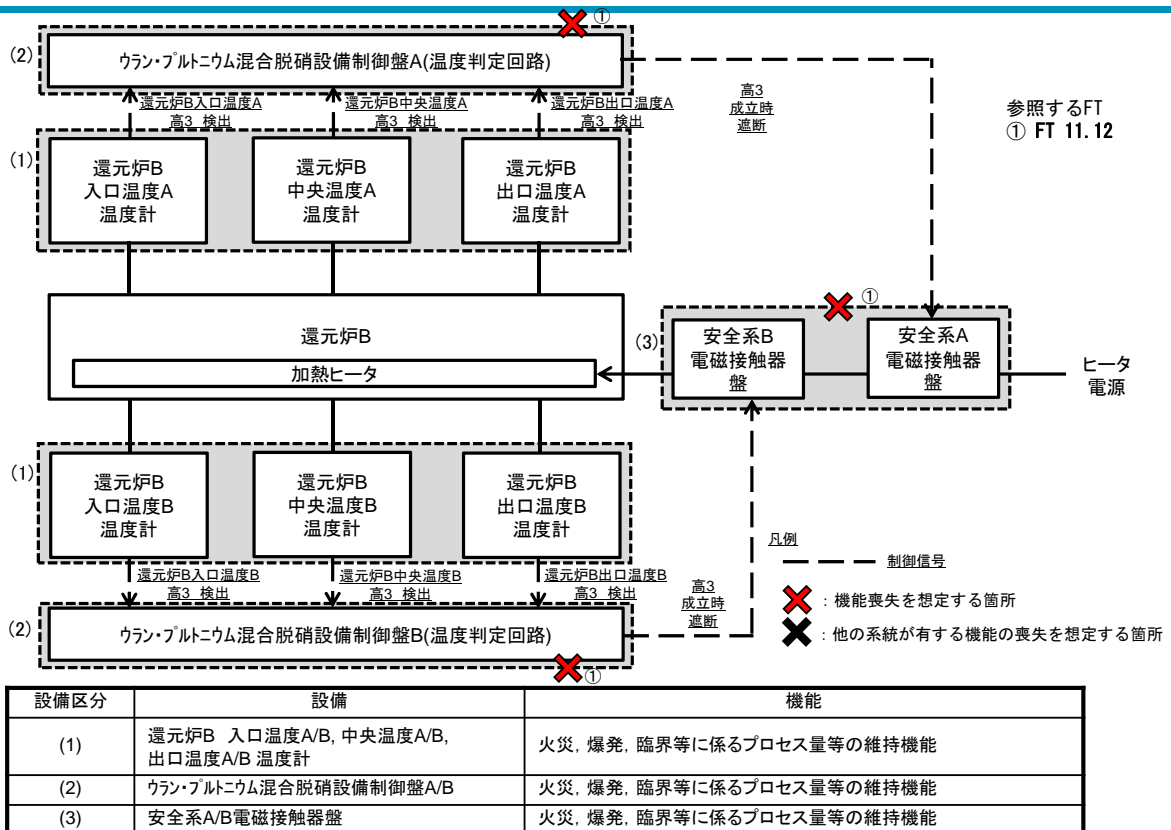 ①
(2)
ウラン・プルトニウム混合脱硝設備制御盤A(温度判定回路)
還元炉B入口温度A
高3 検出
還元炉B中央温度A
高3 検出
還元炉B出口温度A
高3 検出
高3
成立時
遮断
参照するFT
① FT 11.12
(1)
還元炉B
入口温度A
温度計
還元炉B
中央温度A
温度計
還元炉B
出口温度A
温度計
還元炉B
加熱ヒータ
①
(3)
安全系B
電磁接触器
盤
安全系A
電磁接触器
盤
ヒータ
電源
(1)
還元炉B
入口温度B
温度計
還元炉B
中央温度B
温度計
還元炉B
出口温度B
温度計
還元炉B入口温度B
高3 検出
還元炉B中央温度B
高3 検出
還元炉B出口温度B
高3 検出
高3
成立時
遮断
凡例
制御信号
：機能喪失を想定する箇所
：他の系統が有する機能の喪失を想定する箇所
(2)
ウラン・プルトニウム混合脱硝設備制御盤B(温度判定回路)
①
設備区分 設備 機能
(1) 還元炉B 入口温度A/B, 中央温度A/B,
出口温度A/B 温度計 火災, 爆発, 臨界等に係るプロセス量等の維持機能
(2) ウラン・プルトニウム混合脱硝設備制御盤A/B 火災, 爆発, 臨界等に係るプロセス量等の維持機能
(3) 安全系A/B電磁接触器盤 火災, 爆発, 臨界等に係るプロセス量等の維持機能